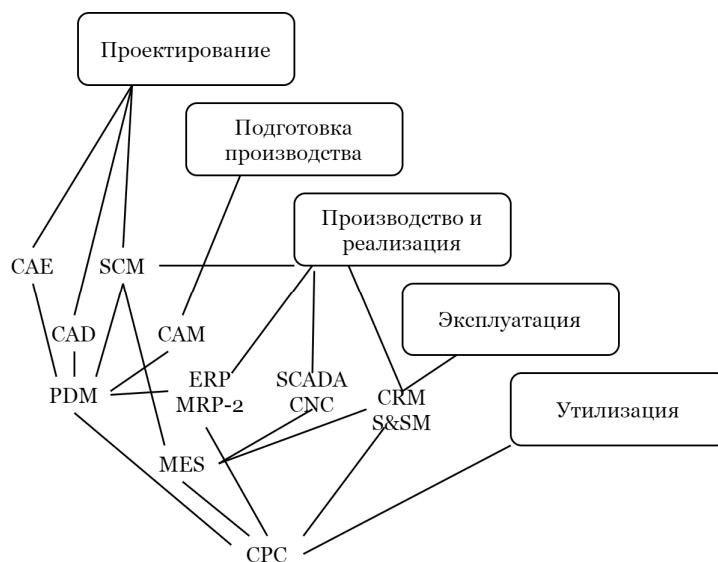 Проектирование
Подготовка
производства
Производство и
реализация
CAE
SCM
Эксплуатация
CAD
CAM
ERP
MRP-2
SCADA
CNC
PDM
CRM
S&SM
Утилизация
MES
CPC